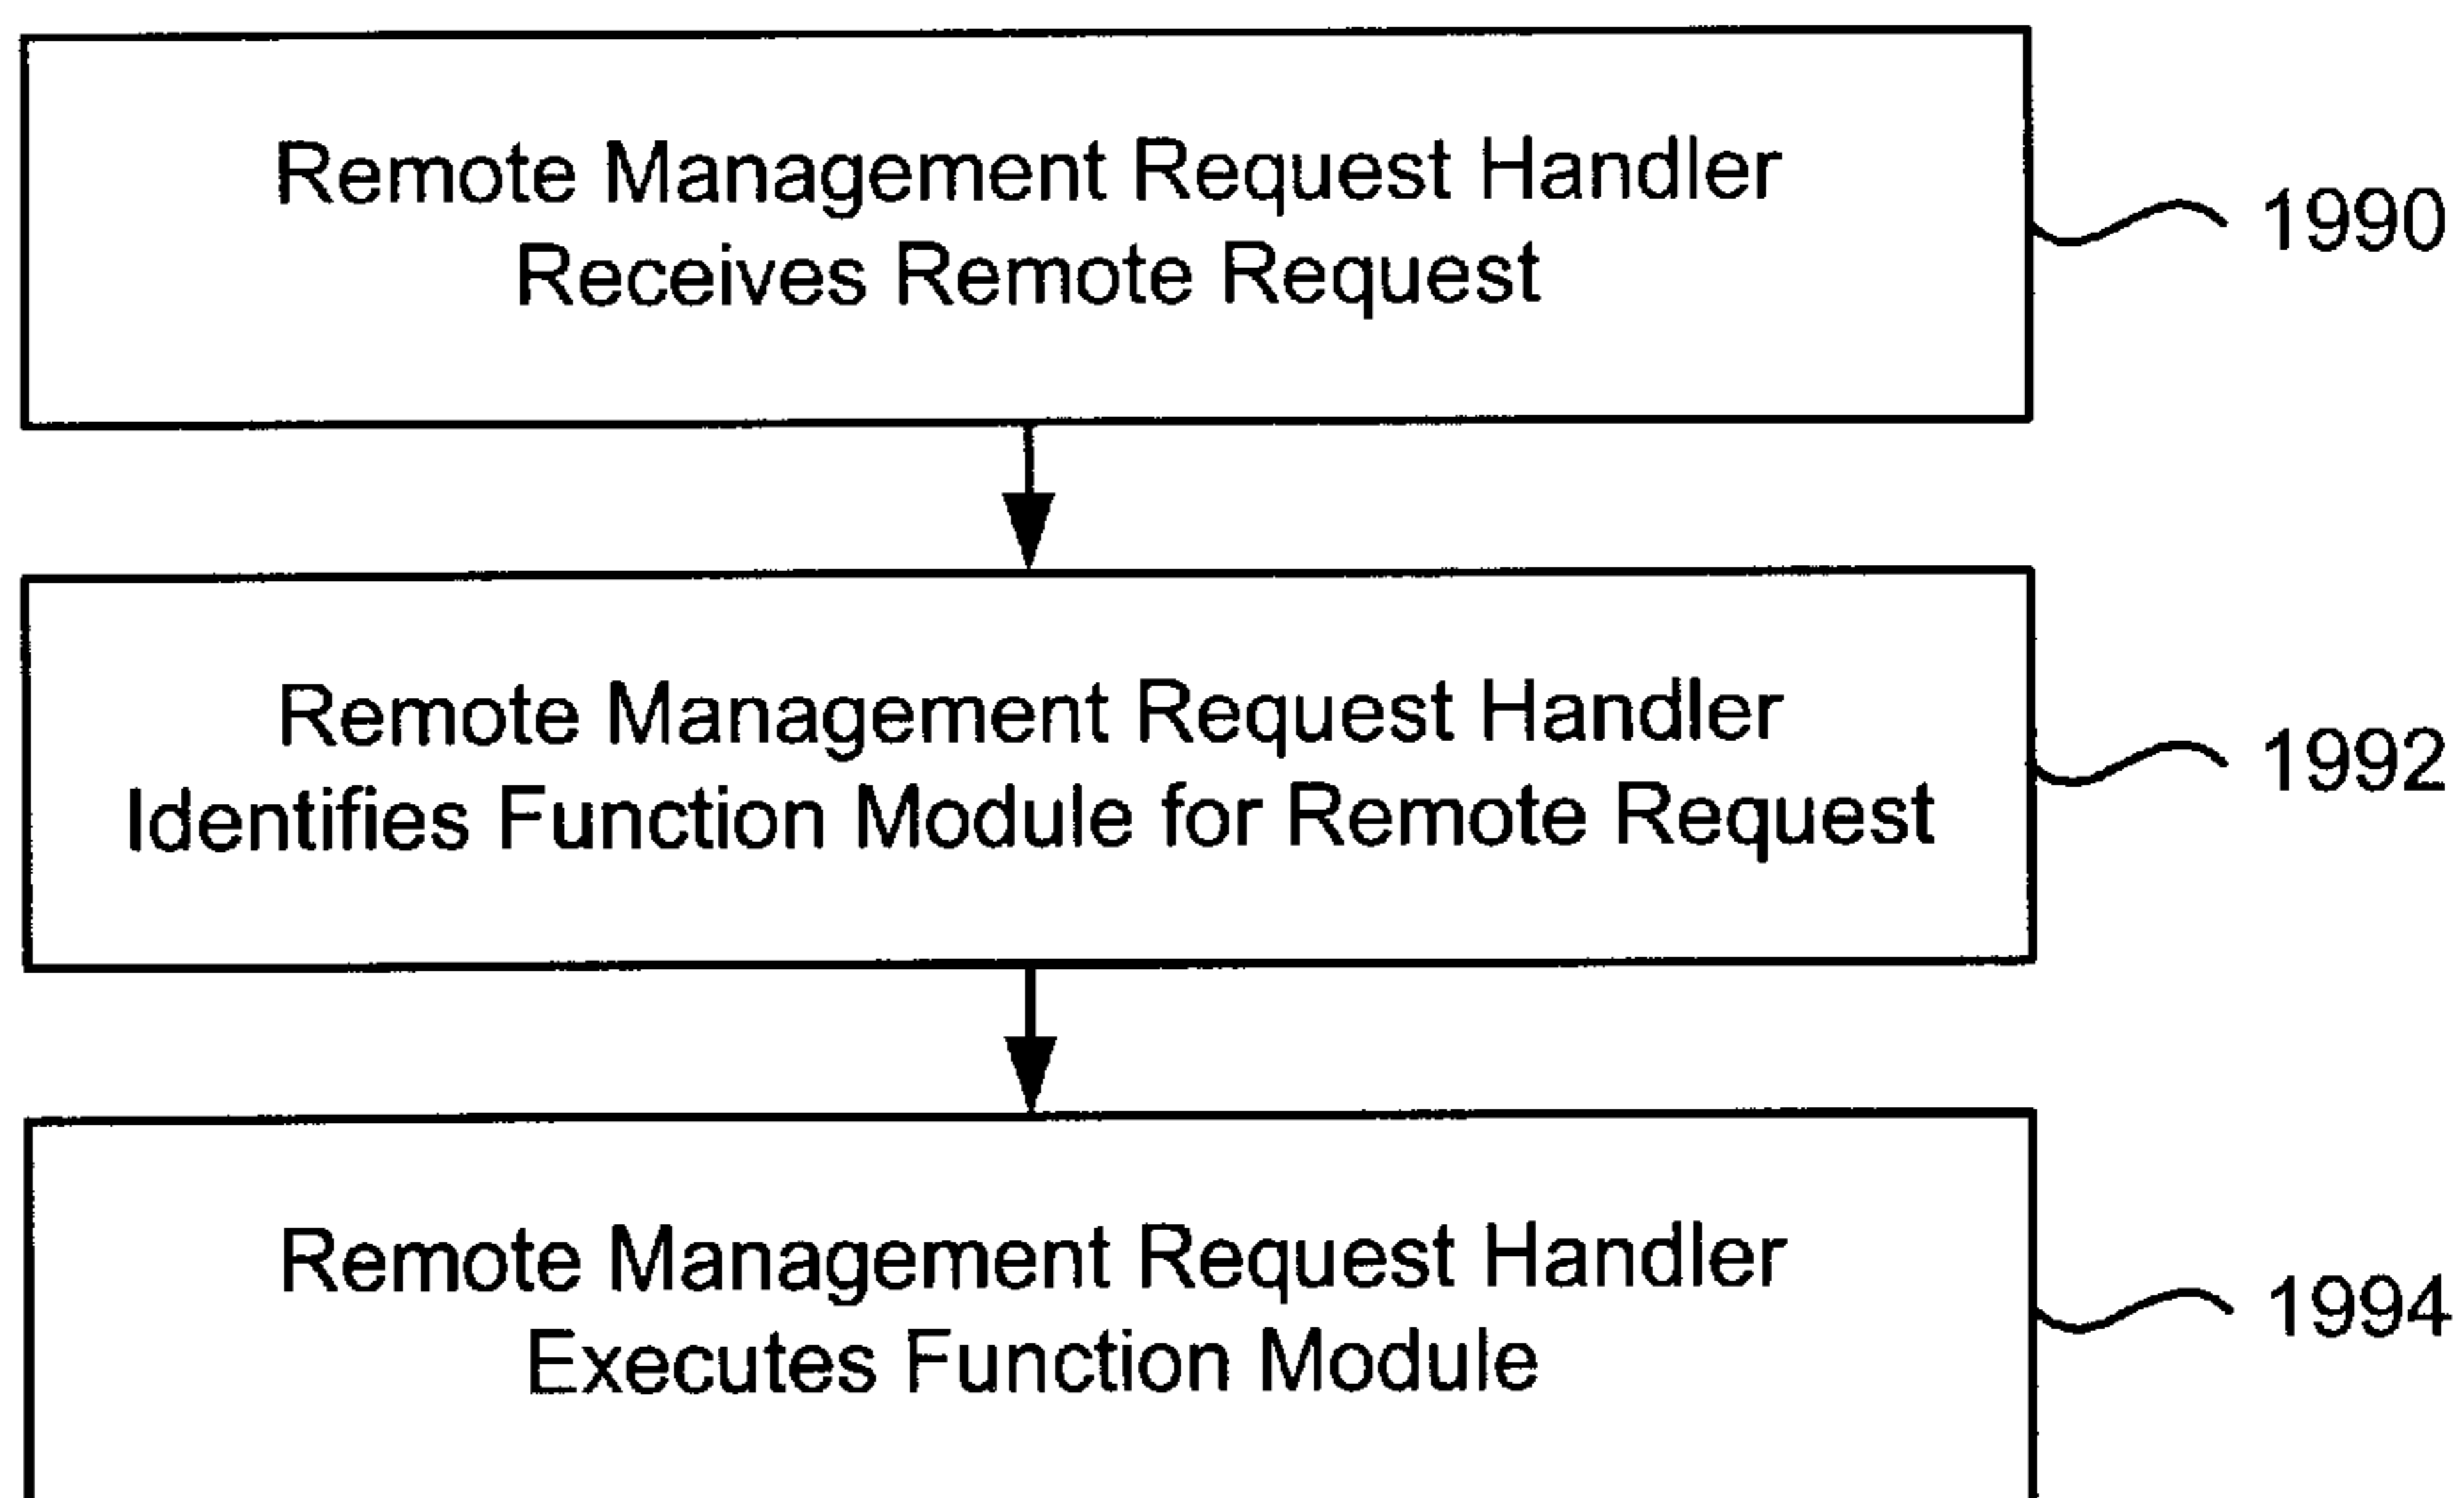 Remote Management Request Handler
Receives Remote Request
1990
Remote Management Request Handler
Identifies Function Module for Remote Request
1992
Remote Management Request Handler
Executes Function Module
1994